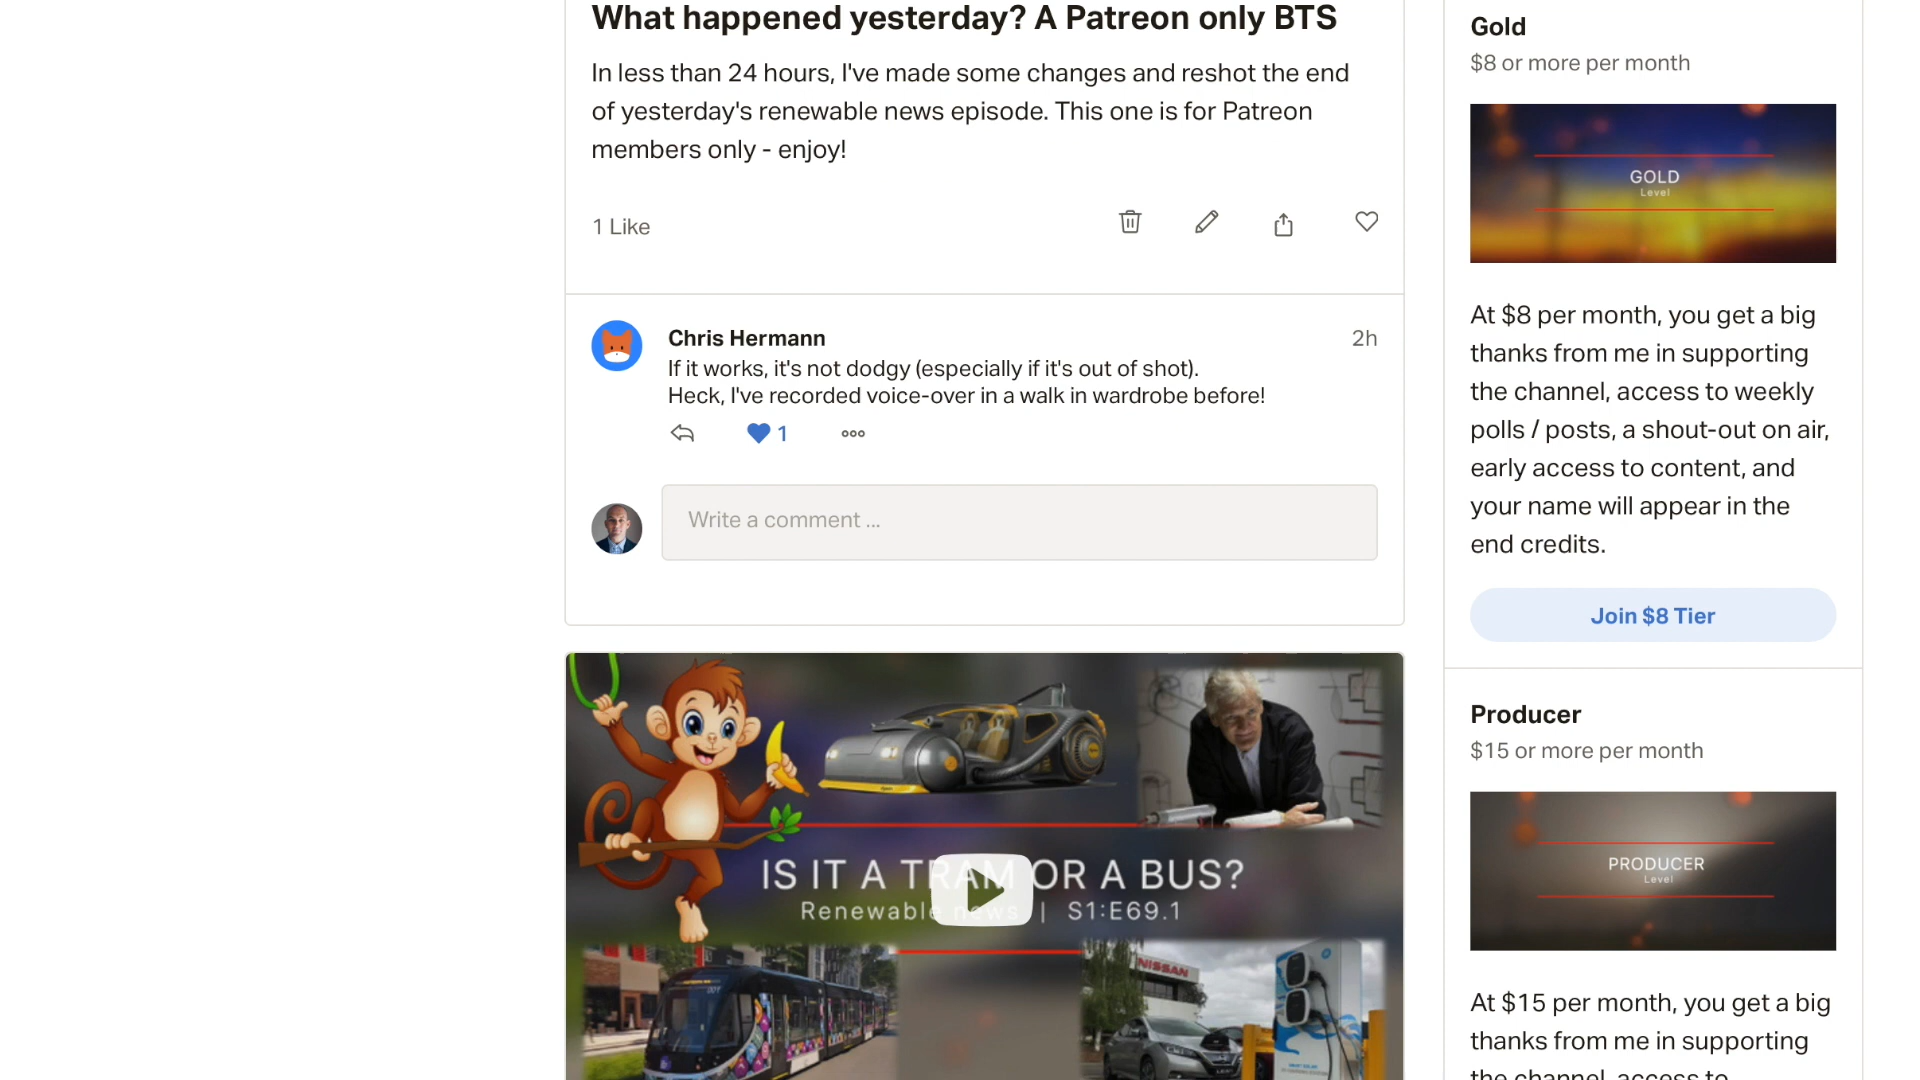 What happened yesterday? A Patreon only BTS
In less than 24 hours, I've made some changes and reshot the end
of yesterday's renewable news episode. This one is for Patreon
members only - enjoy!
1 Like
Chris Hermann
2h
If it works, it's not dodgy (especially if it's out of shot).
Heck, I've recorded voice-over in a walk in wardrobe before!
1
Write a comment ...
IS IT A TRAM OR A BUS?
Renewable news | S1:E69.1
NISSAN
Gold
$8 or more per month
GOLD
Level
At $8 per month, you get a big
thanks from me in supporting
the channel, access to weekly
polls / posts, a shout-out on air,
early access to content, and
your name will appear in the
end credits.
Join $8 Tier
Producer
$15 or more per month
PRODUCER
Level
At $15 per month, you get a big
thanks from me in supporting
the channel, access to